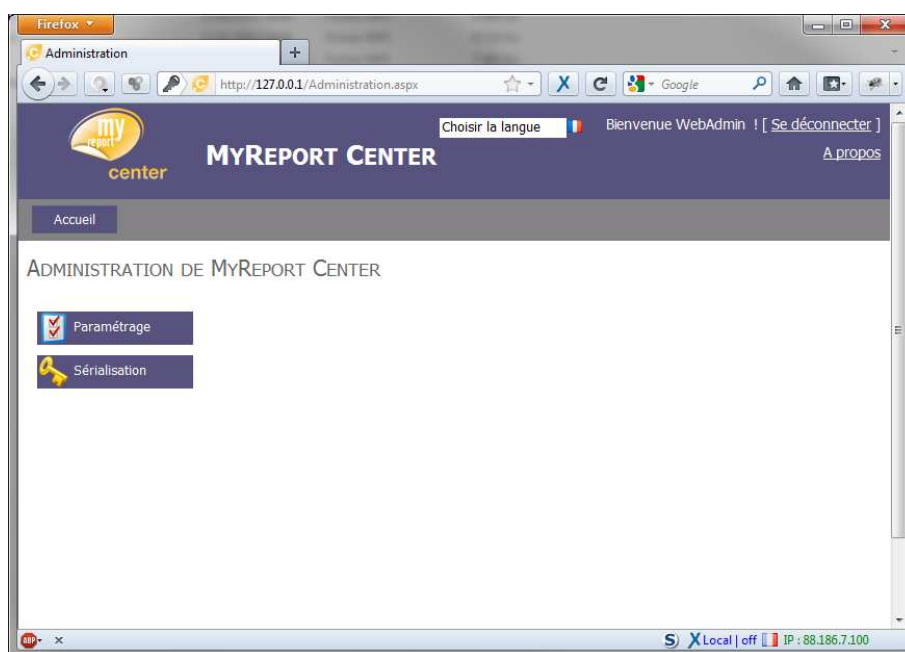 Firefox
Administration
http://127.0.0.1/Administration.aspx
Google
my
report
center
MYREPORT CENTER
Choisir la langue
Bienvenue WebAdmin ! [ Se déconnecter ]
A propos
Accueil
ADMINISTRATION DE MYREPORT CENTER
Paramétrage
Sérialisation
ABP
S
X Local | off
IP : 88.186.7.100